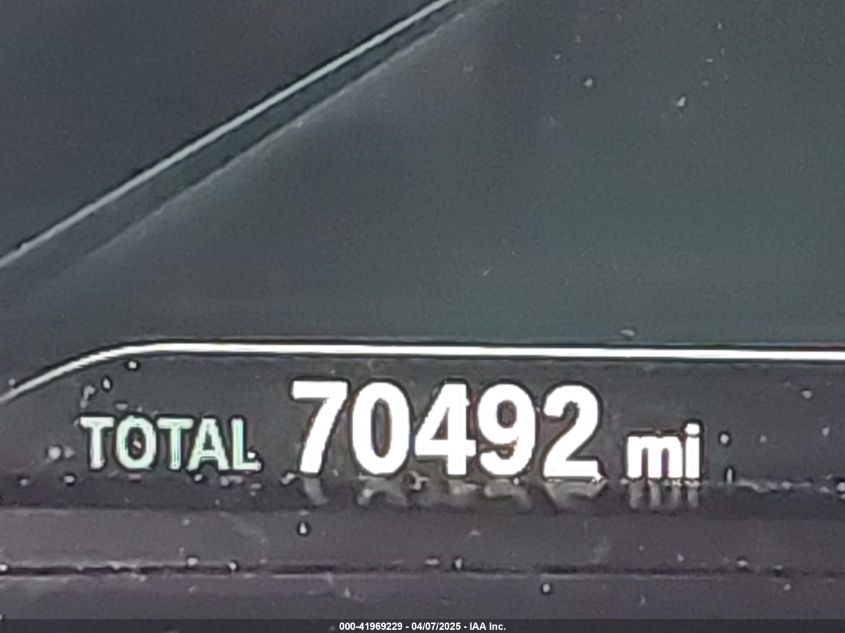 TOTAL 70492 mi
000-41969229 - 04/07/2025 - IAA Inc.